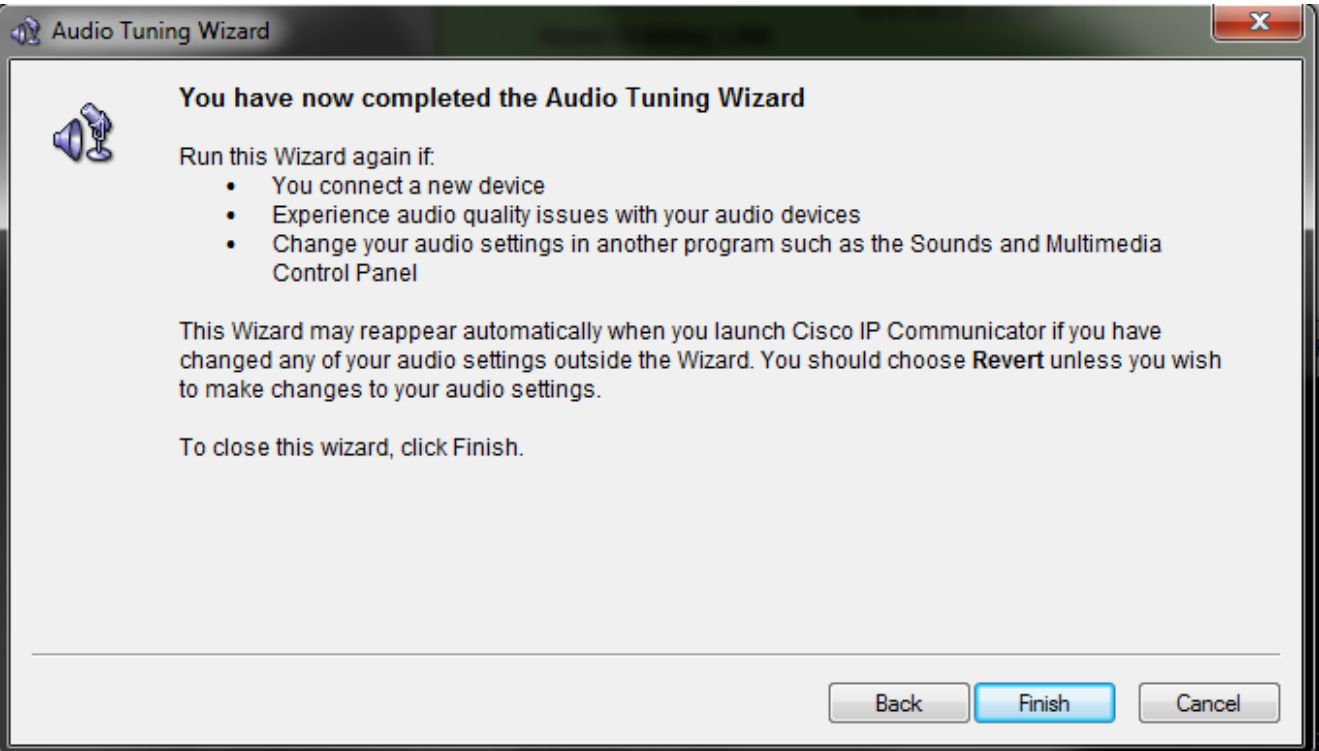 Audio Tuning Wizard
X
You have now completed the Audio Tuning Wizard
Run this Wizard again if:
• You connect a new device
• Experience audio quality issues with your audio devices
• Change your audio settings in another program such as the Sounds and Multimedia
Control Panel
This Wizard may reappear automatically when you launch Cisco IP Communicator if you have
changed any of your audio settings outside the Wizard. You should choose Revert unless you wish
to make changes to your audio settings.
To close this wizard, click Finish.
Back Finish Cancel